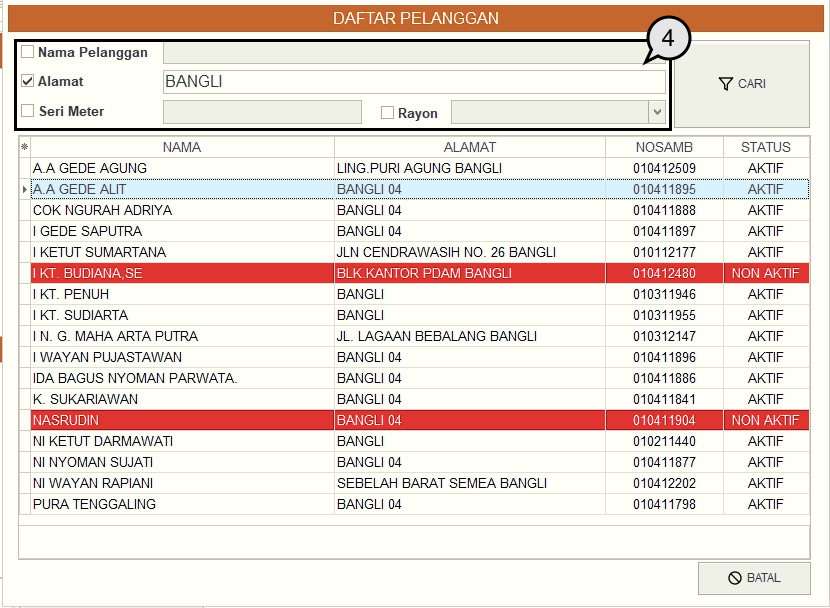 DAFTAR PELANGGAN
4
Nama Pelanggan
Alamat BANGLI
Seri Meter Rayon
CARI
NAMA ALAMAT NOSAMB STATUS
A.A GEDE AGUNG LING.PURI AGUNG BANGLI 010412509 AKTIF
A.A GEDE ALIT BANGLI 04 010411895 AKTIF
COK NGURAH ADRIYA BANGLI 04 010411888 AKTIF
I GEDE SAPUTRA BANGLI 04 010411897 AKTIF
I KETUT SUMARTANA JLN CENDRAWASIH NO. 26 BANGLI 010112177 AKTIF
I KT. BUDIANA,SE BLK.KANTOR PDAM BANGLI 010412480 NON AKTIF
I KT. PENUH BANGLI 010311946 AKTIF
I KT. SUDIARTA BANGLI 010311955 AKTIF
I N. G. MAHA ARTA PUTRA JL. LAGAAN BEBALANG BANGLI 010312147 AKTIF
I WAYAN PUJASTAWAN BANGLI 04 010411896 AKTIF
IDA BAGUS NYOMAN PARWATA. BANGLI 04 010411886 AKTIF
K. SUKARIAWAN BANGLI 04 010411841 AKTIF
NASRUDIN BANGLI 04 010411904 NON AKTIF
NI KETUT DARMAWATI BANGLI 010211440 AKTIF
NI NYOMAN SUJATI BANGLI 04 010411877 AKTIF
NI WAYAN RAPIANI SEBELAH BARAT SEMEA BANGLI 010412202 AKTIF
PURA TENGGALING BANGLI 04 010411798 AKTIF
BATAL